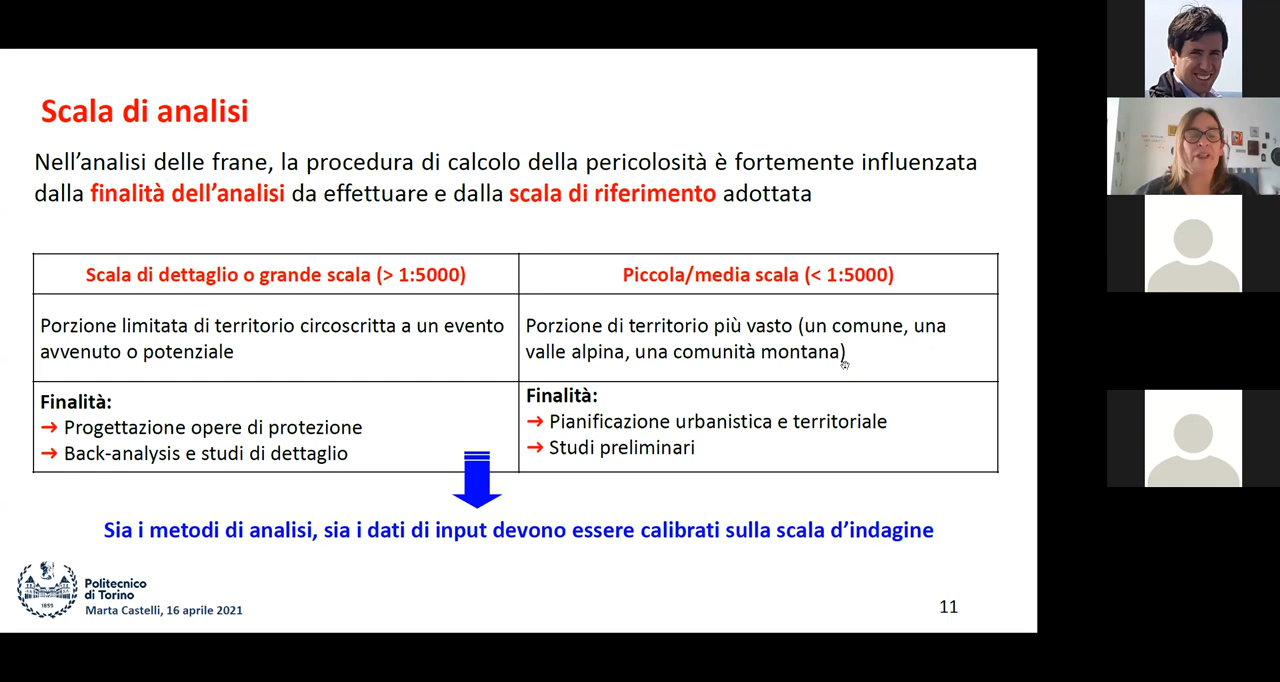 Scala di analisi
Nell'analisi delle frane, la procedura di calcolo della pericolosità è fortemente influenzata
dalla finalità dell'analisi da effettuare e dalla scala di riferimento adottata
Scala di dettaglio o grande scala (> 1:5000)
Piccola/media scala (< 1:5000)
Porzione limitata di territorio circoscritta a un evento
avvenuto o potenziale
Porzione di territorio più vasto (un comune, una
valle alpina, una comunità montana)
Finalità:
→ Progettazione opere di protezione
→ Back-analysis e studi di dettaglio
Finalità:
→ Pianificazione urbanistica e territoriale
→ Studi preliminari
Sia i metodi di analisi, sia i dati di input devono essere calibrati sulla scala d'indagine
1859
Politecnico
di Torino
Marta Castelli, 16 aprile 2021
11